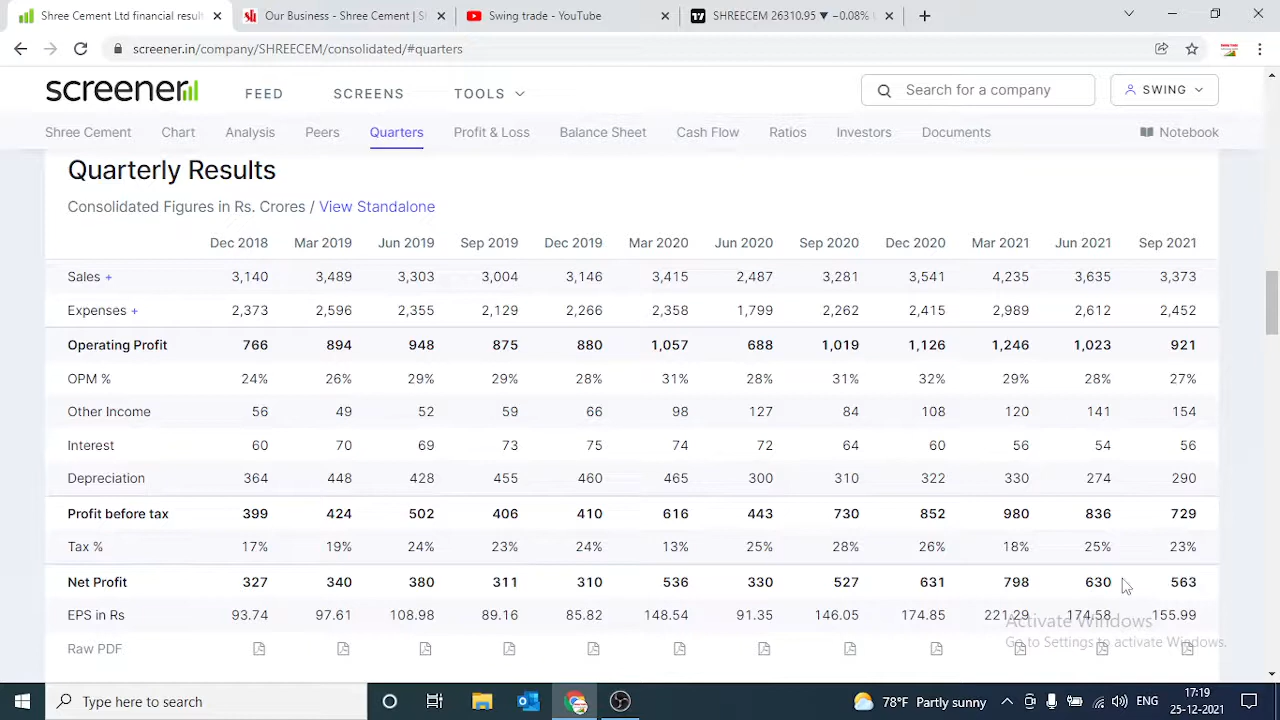 Our Business - Shree Cement | S
Swing trade - YouTube
SHREECEM 26310.95 ▼ −0.08% U
screener.in/company/SHREECEM/consolidated/#quarters
screener
FEED SCREENS TOOLS
Search for a company
SWING
Shree Cement Chart Analysis Peers Quarters Profit & Loss Balance Sheet Cash Flow Ratios Investors Documents Notebook
Quarterly Results
Consolidated Figures in Rs. Crores / View Standalone
Dec 2018 Mar 2019 Jun 2019 Sep 2019 Dec 2019 Mar 2020 Jun 2020 Sep 2020 Dec 2020 Mar 2021 Jun 2021 Sep 2021
Sales + 3,140 3,489 3,303 3,004 3,146 3,415 2,487 3,281 3,541 4,235 3,635 3,373
Expenses + 2,373 2,596 2,355 2,129 2,266 2,358 1,799 2,262 2,415 2,989 2,612 2,452
Operating Profit 766 894 948 875 880 1,057 688 1,019 1,126 1,246 1,023 921
OPM % 24% 26% 29% 29% 28% 31% 28% 31% 32% 29% 28% 27%
Other Income 56 49 52 59 66 98 127 84 108 120 141 154
Interest 60 70 69 73 75 74 72 64 60 56 54 56
Depreciation 364 448 428 455 460 465 300 310 322 330 274 290
Profit before tax 399 424 502 406 410 616 443 730 852 980 836 729
Tax % 17% 19% 24% 23% 24% 13% 25% 28% 26% 18% 25% 23%
Net Profit 327 340 380 311 310 536 330 527 631 798 630 563
EPS in Rs 93.74 97.61 108.98 89.16 85.82 148.54 91.35 146.05 174.85 221.29 174.58 155.99
Activate Windows
Go to Settings to activate Windows.
Raw PDF
Type here to search
78°F Partly sunny
ENG
17:19
25-12-2021